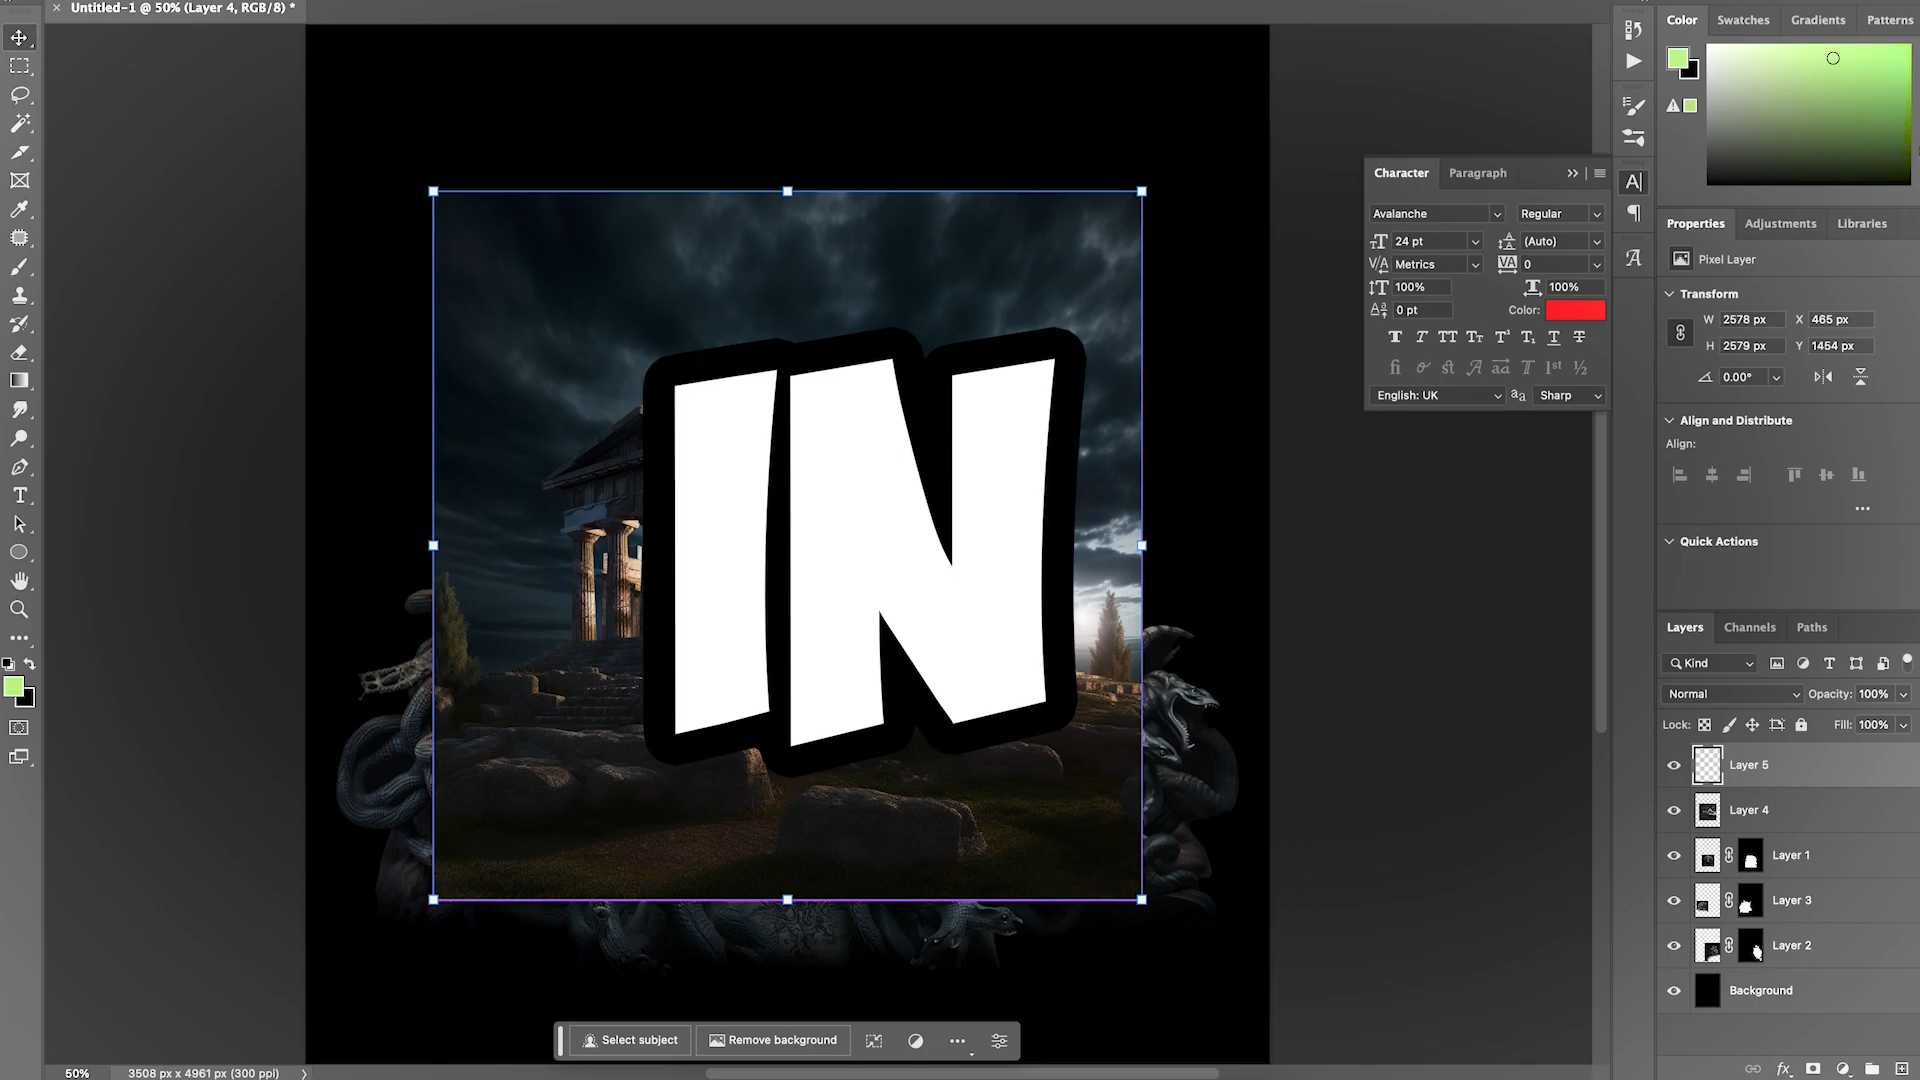 Untitled-1 @ 50% (Layer 4, RGB/8) *
Color Swatches Gradients Patterns
Character Paragraph
Avalanche Regular
24 pt (Auto)
Metrics 0
100% 100%
0 pt Color:
English: UK Sharp
Properties Adjustments Libraries
Pixel Layer
Transform
W 2578 px X 465 px
H 2579 px Y 1454 px
0.00°
Align and Distribute
Align:
Quick Actions
IN
Layers Channels Paths
Kind
Normal Opacity: 100%
Lock: Fill: 100%
Layer 5
Layer 4
Layer 1
Layer 3
Layer 2
Background
Select subject Remove background
50% 3508 px x 4961 px (300 ppi)